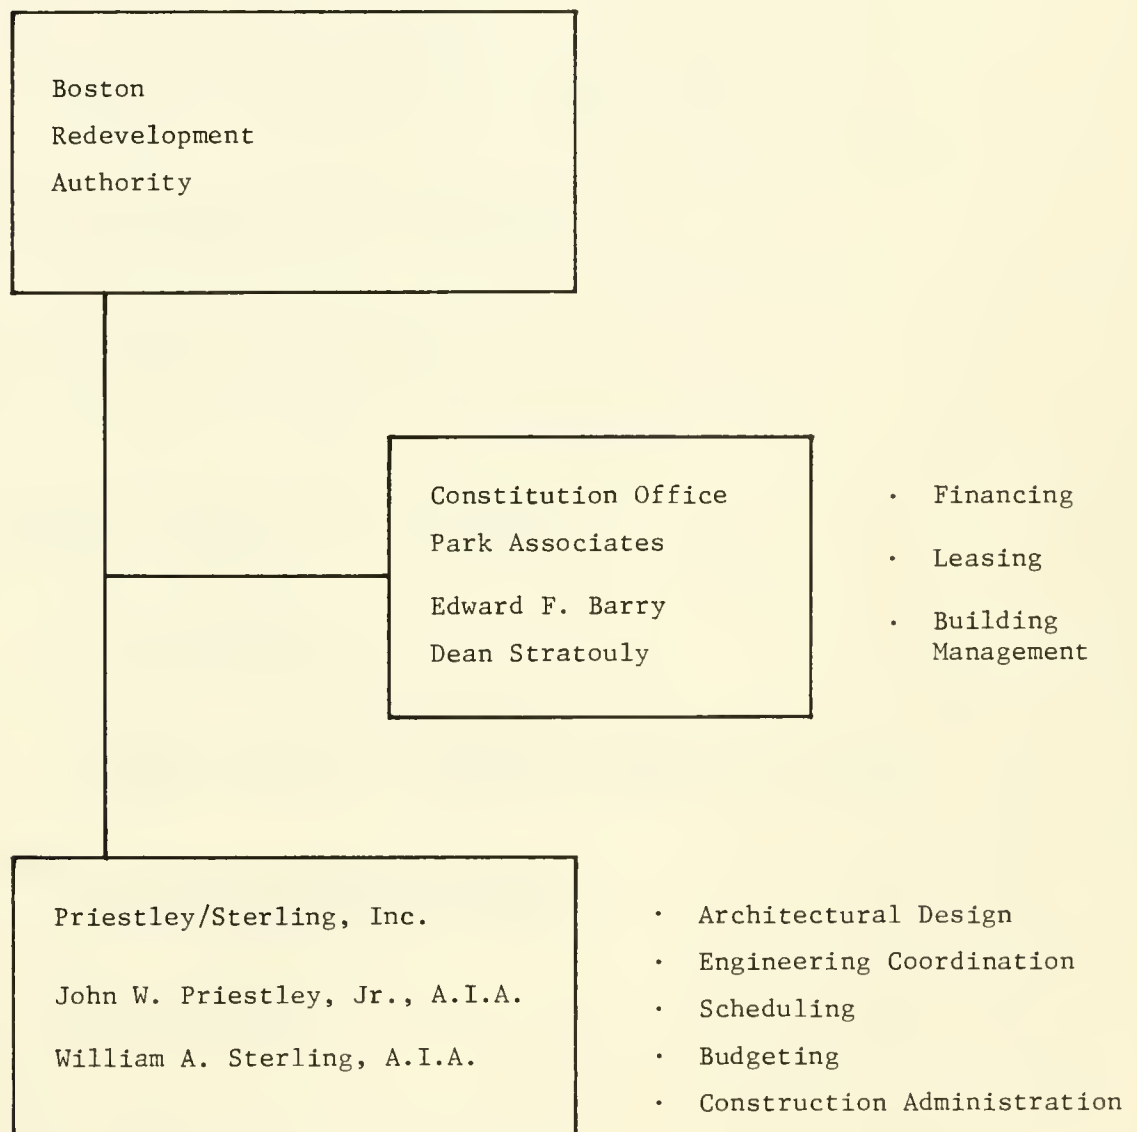 Boston
Redevelopment
Authority
Constitution Office
Park Associates
Edward F. Barry
Dean Stratouly
· Financing
· Leasing
· Building
Management
Priestley/Sterling, Inc.
John W. Priestley, Jr., A.I.A.
William A. Sterling, A.I.A.
· Architectural Design
· Engineering Coordination
· Scheduling
· Budgeting
· Construction Administration